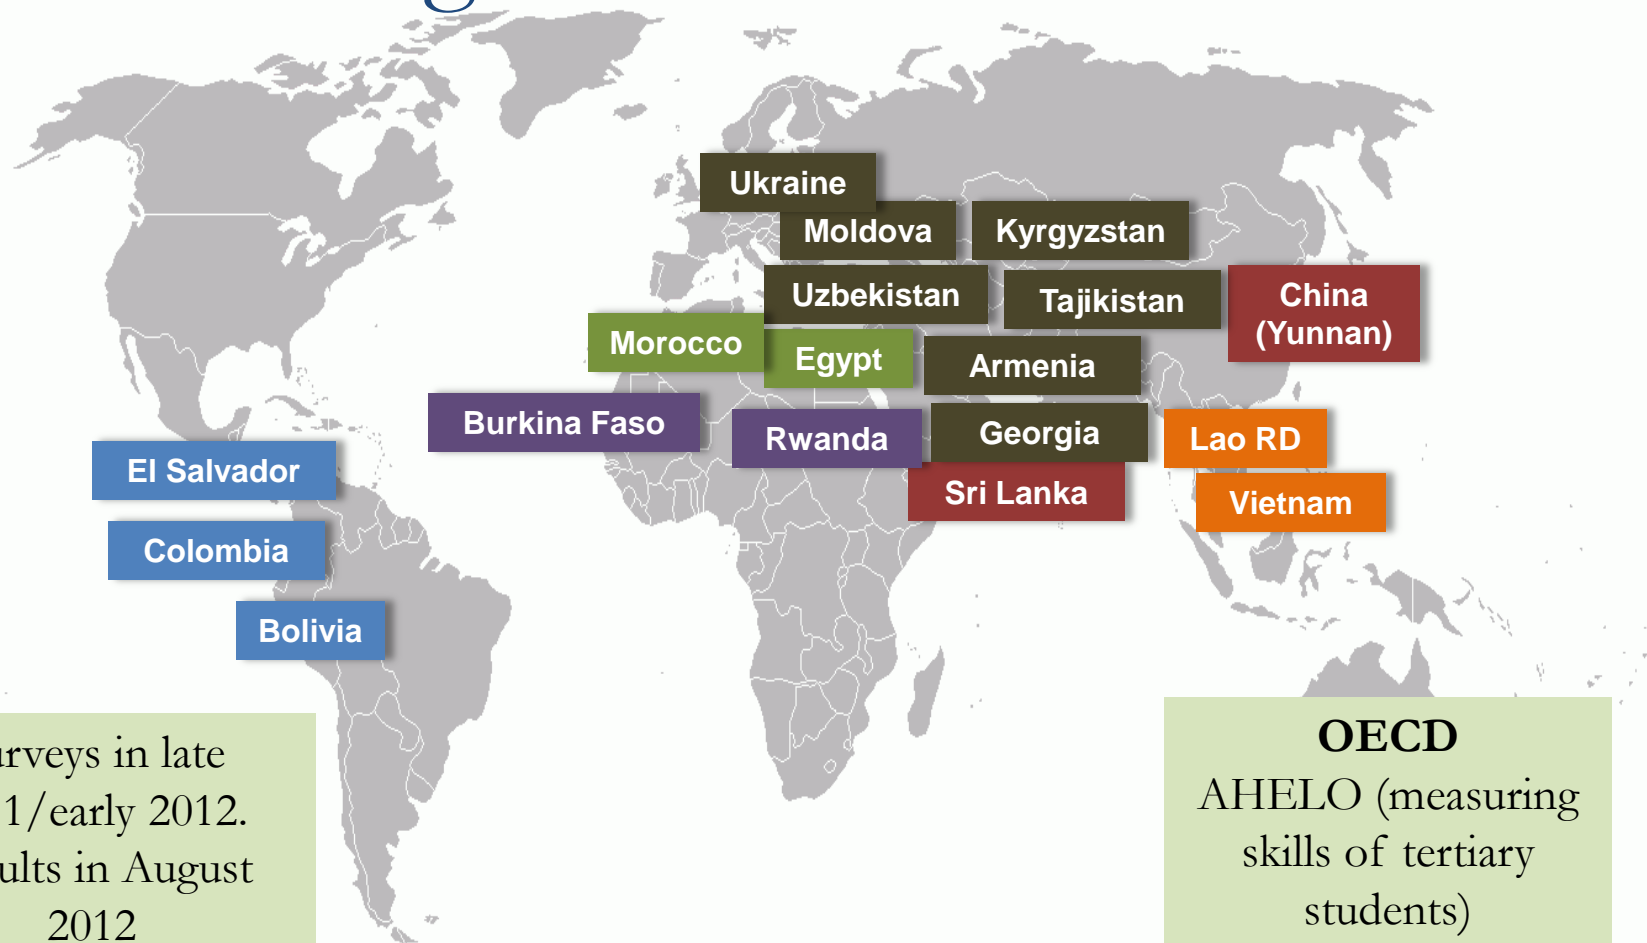 Ukraine
Moldova
Kyrgyzstan
Uzbekistan
Tajikistan
China
(Yunnan)
Morocco
Egypt
Armenia
Burkina Faso
Rwanda
Georgia
Lao RD
El Salvador
Sri Lanka
Vietnam
Colombia
Bolivia
in late
1/early 2012.
in August
2012
OECD
AHELO (measuring
skills of tertiary
students)